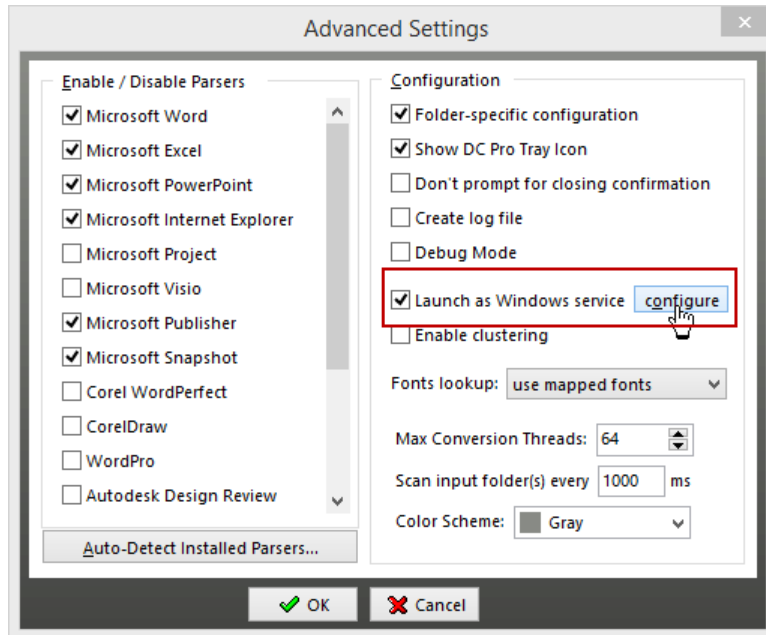 Advanced Settings
Enable / Disable Parsers
Microsoft Word
Microsoft Excel
Microsoft PowerPoint
Microsoft Internet Explorer
Microsoft Project
Microsoft Visio
Microsoft Publisher
Microsoft Snapshot
Corel WordPerfect
CorelDraw
WordPro
Autodesk Design Review
Auto-Detect Installed Parsers...
Configuration
Folder-specific configuration
Show DC Pro Tray Icon
Don't prompt for closing confirmation
Create log file
Debug Mode
Launch as Windows service configure
Enable clustering
Fonts lookup: use mapped fonts
Max Conversion Threads: 64
Scan input folder(s) every 1000 ms
Color Scheme: Gray
OK Cancel